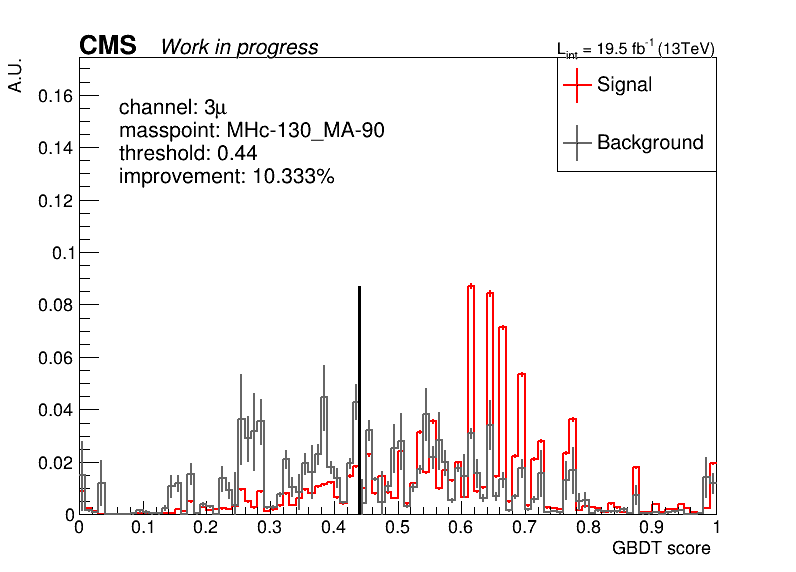 CMS Work in progress
L_int = 19.5 fb⁻¹ (13TeV)
A.U.
Signal
Background
channel: 3μ
masspoint: MHc-130_MA-90
threshold: 0.44
improvement: 10.333%
0.16
0.14
0.12
0.1
0.08
0.06
0.04
0.02
0
0 0.1 0.2 0.3 0.4 0.5 0.6 0.7 0.8 0.9 1
GBDT score